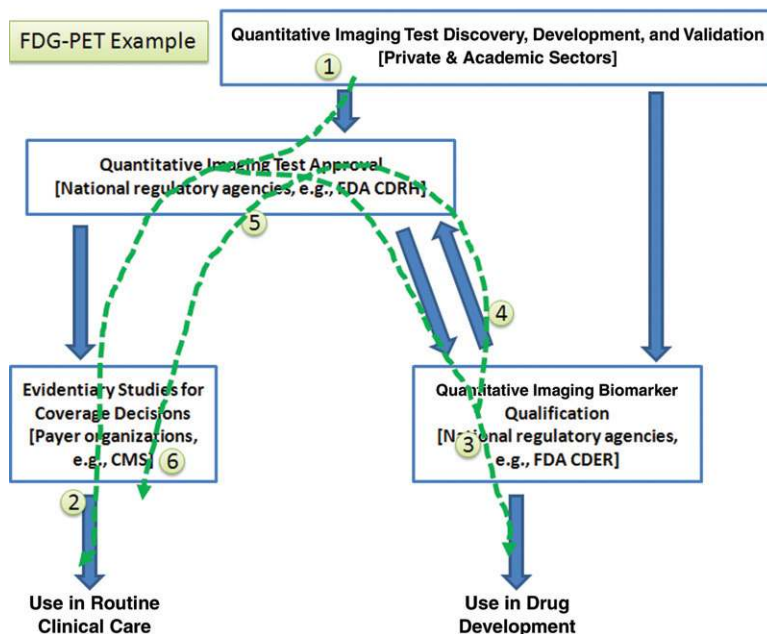 FDG-PET Example
Quantitative Imaging Test Discovery, Development, and Validation
[Private & Academic Sectors]
1
Quantitative Imaging Test Approval
[National regulatory agencies, e.g., FDA CDRH]
5
4
Evidentiary Studies for
Coverage Decisions
[Payer organizations,
e.g., CMS]
6
2
Quantitative Imaging Biomarker
Qualification
[National regulatory agencies,
e.g., FDA CDER]
3
Use in Routine
Clinical Care
Use in Drug
Development